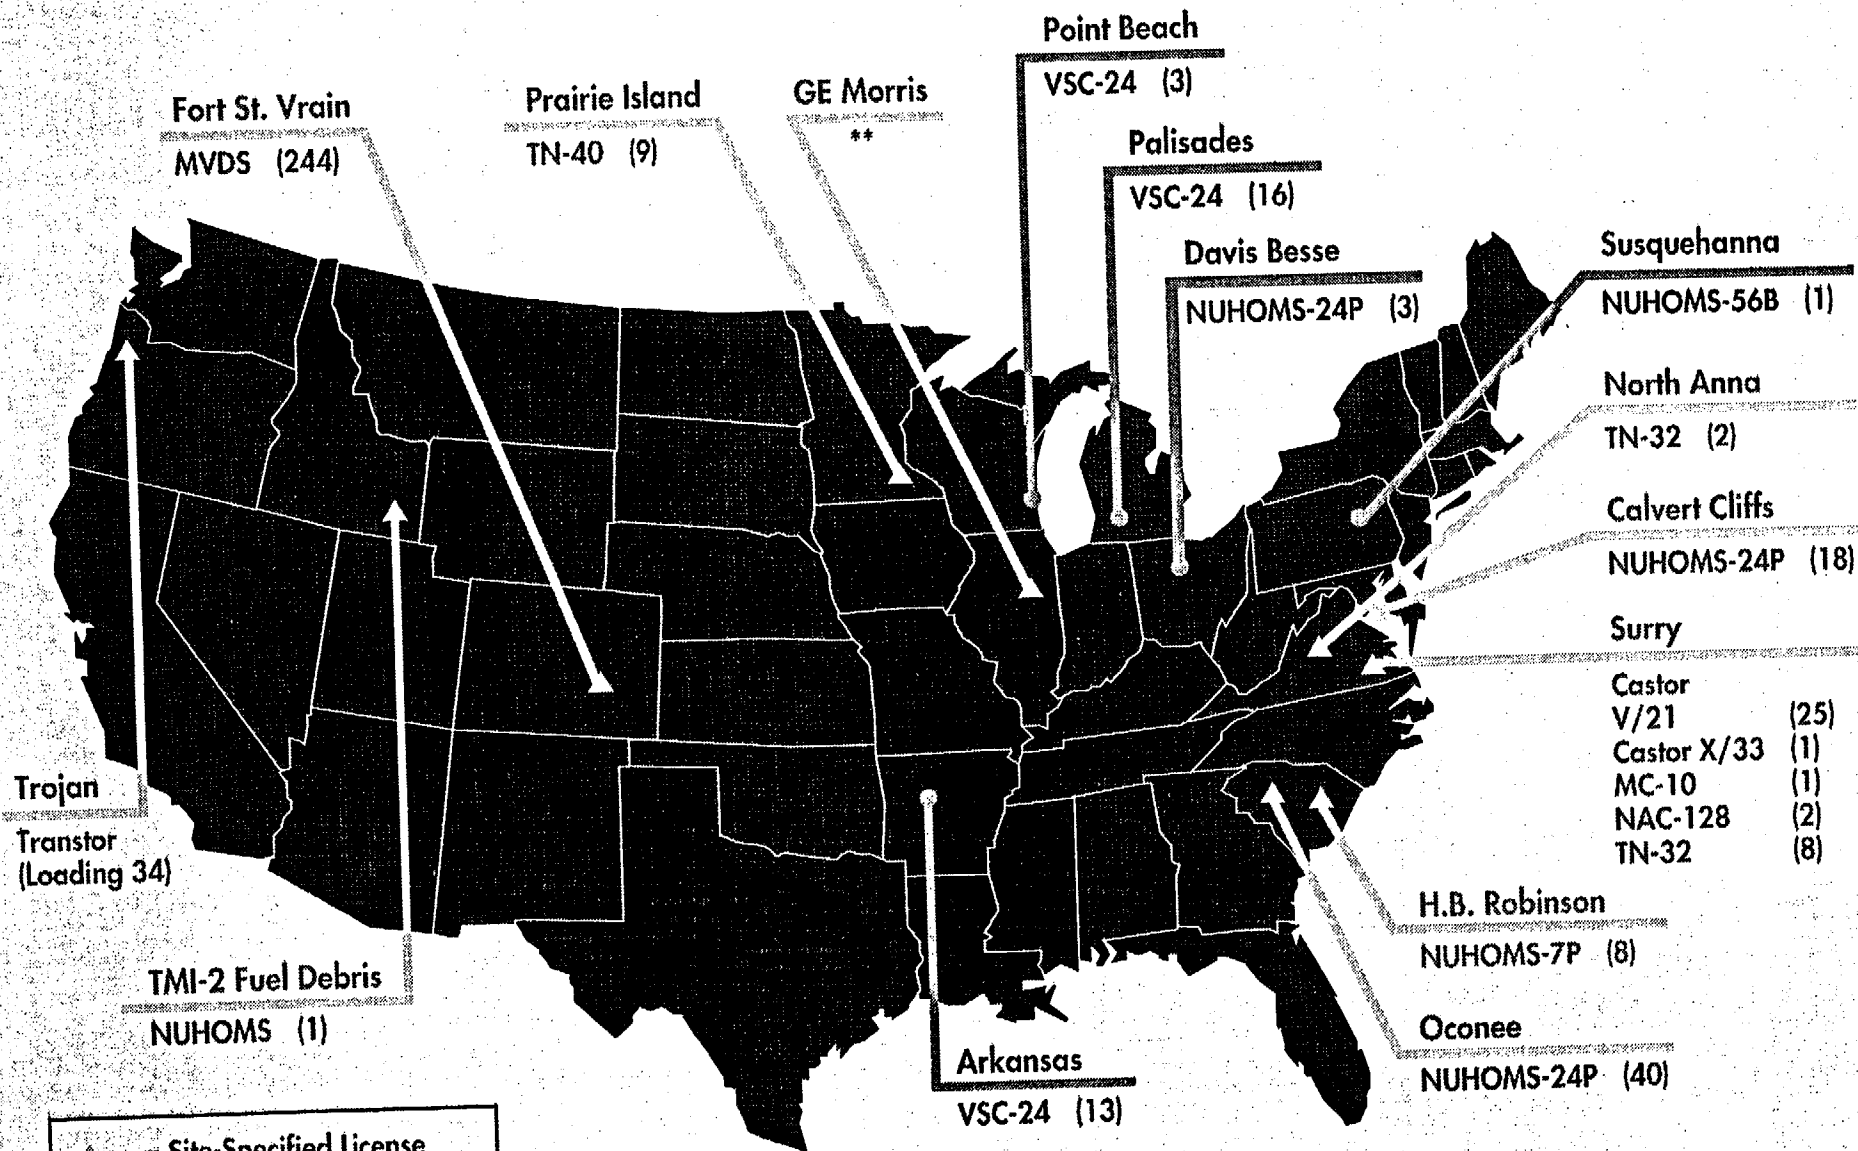 Point Beach
VSC-24 (3)
Fort St. Vrain
MVDS (244)
Prairie Island
TN-40 (9)
GE Morris
**
Palisades
VSC-24 (16)
Davis Besse
NUHOMS-24P (3)
Susquehanna
NUHOMS-56B (1)
North Anna
TN-32 (2)
Calvert Cliffs
NUHOMS-24P (18)
Surry
Castor
V/21 (25)
Castor X/33 (1)
MC-10 (1)
NAC-128 (2)
TN-32 (8)
Trojan
Transtor
(Loading 34)
TMI-2 Fuel Debris
NUHOMS (1)
Arkansas
VSC-24 (13)
H.B. Robinson
NUHOMS-7P (8)
Oconee
NUHOMS-24P (40)
Site-Specified License